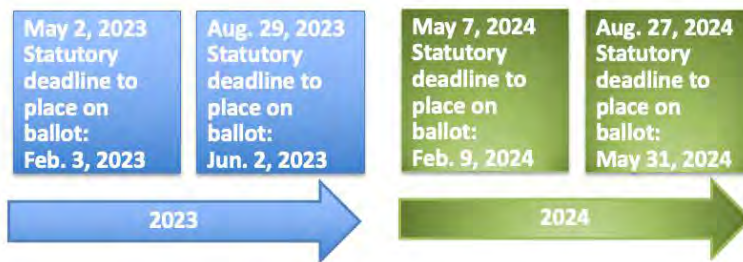 May 2, 2023
Statutory
deadline to
place on
ballot:
Feb. 3, 2023
Aug. 29, 2023
Statutory
deadline to
place on
ballot:
Jun. 2, 2023
May 7, 2024
Statutory
deadline to
place on
ballot:
Feb. 9, 2024
Aug. 27, 2024
Statutory
deadline to
place on
ballot:
May 31, 2024
2023
2024